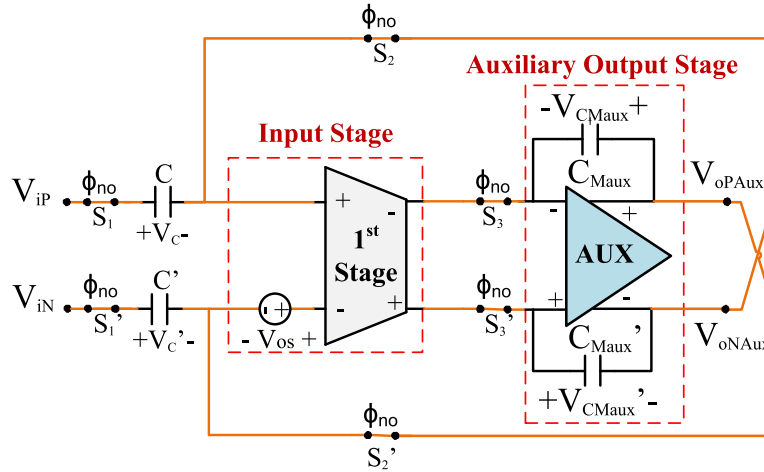 ϕno
S2
Auxiliary Output Stage
Input Stage
-VCMaux+
CMaux
ViP
ϕno
S1
C
+VC-
+
-
ϕno
S3
-
+
VoPAux
1st
Stage
AUX
ViN
ϕno
S1'
C'
+VC'-
- +
- Vos +
-
+
ϕno
S3'
+
-
VoNAux
CMaux'
+VCMaux'-
ϕno
S2'